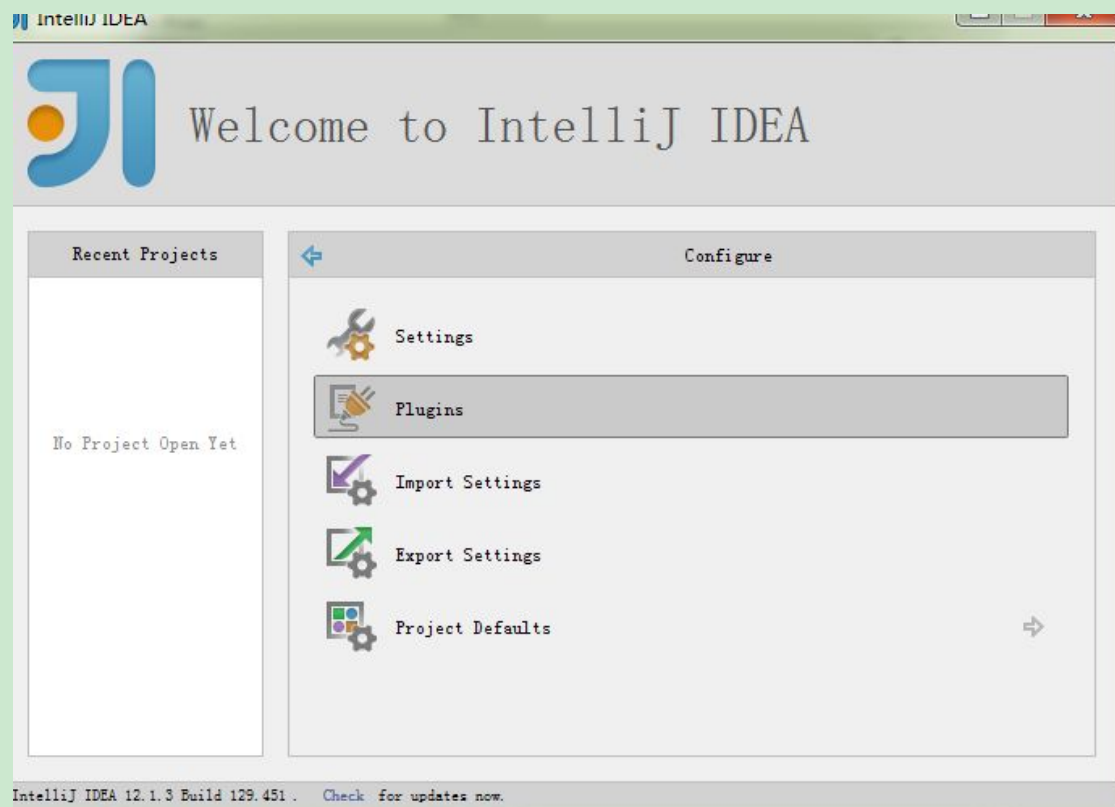 IntelliJ IDEA
Welcome to IntelliJ IDEA
Recent Projects
Configure
No Project Open Yet
Settings
Plugins
Import Settings
Export Settings
Project Defaults
IntelliJ IDEA 12.1.3 Build 129.451 . Check for updates now.